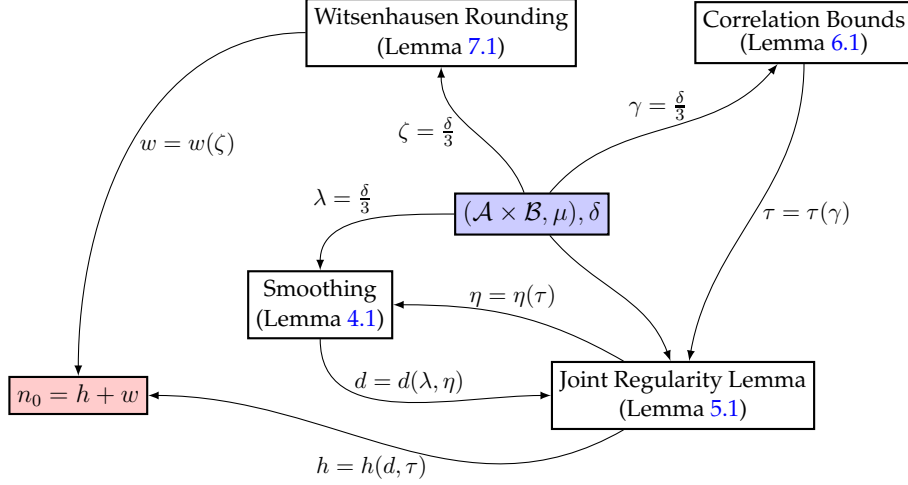 Witsenhausen Rounding
(Lemma 7.1)
Correlation Bounds
(Lemma 6.1)
γ = δ/3
w = w(ζ)
ζ = δ/3
λ = δ/3
(𝒜 × ℬ, μ), δ
τ = τ(γ)
Smoothing
(Lemma 4.1)
η = η(τ)
d = d(λ, η)
Joint Regularity Lemma
(Lemma 5.1)
n₀ = h + w
h = h(d, τ)